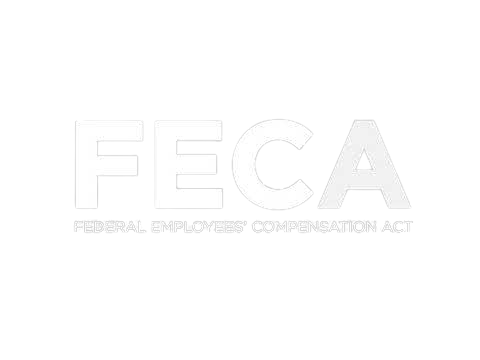 FECA
FEDERAL EMPLOYEES' COMPENSATION ACT